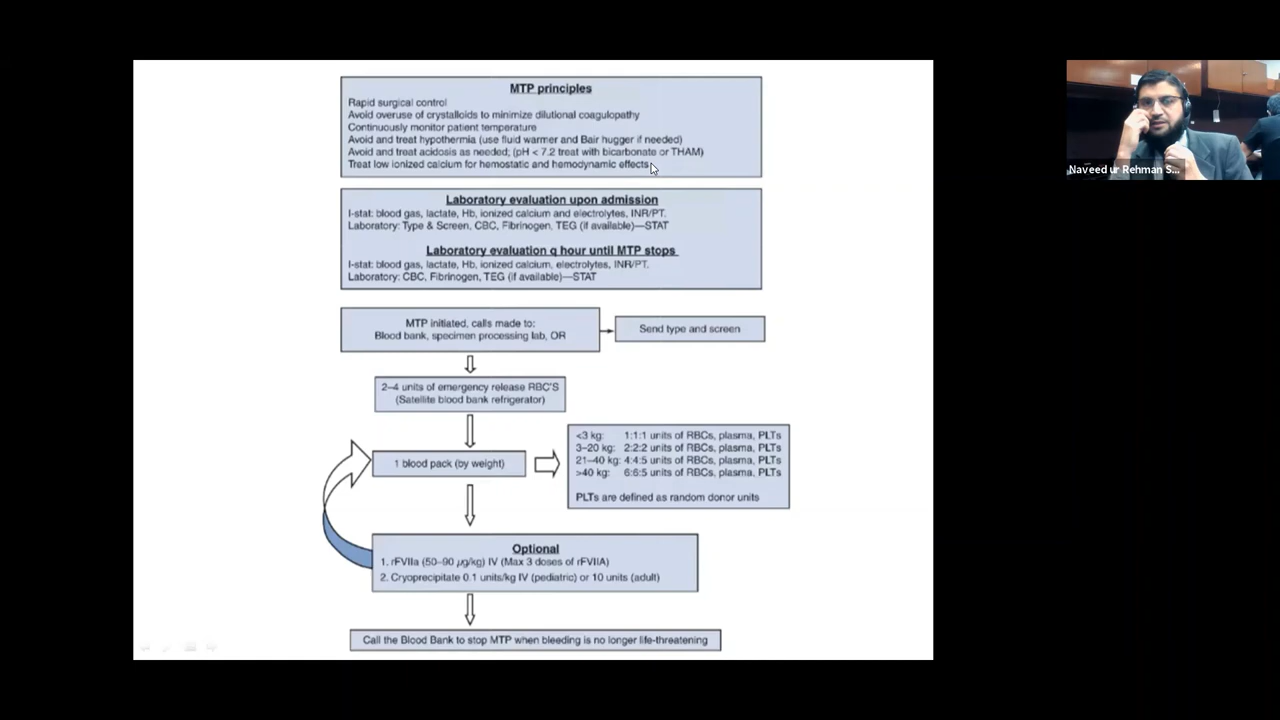 MTP principles
Rapid surgical control
Avoid overuse of crystalloids to minimize dilutional coagulopathy
Continuously monitor patient temperature
Avoid and treat hypothermia (use fluid warmer and Bair hugger if needed)
Avoid and treat acidosis as needed; (pH < 7.2 treat with bicarbonate or THAM)
Treat low ionized calcium for hemostatic and hemodynamic effects
Laboratory evaluation upon admission
I-stat: blood gas, lactate, Hb, ionized calcium and electrolytes, INR/PT.
Laboratory: Type & Screen, CBC, Fibrinogen, TEG (if available)—STAT
Laboratory evaluation q hour until MTP stops
I-stat: blood gas, lactate, Hb, ionized calcium, electrolytes, INR/PT.
Laboratory: CBC, Fibrinogen, TEG (if available)—STAT
MTP initiated, calls made to:
Blood bank, specimen processing lab, OR
Send type and screen
2–4 units of emergency release RBC'S
(Satellite blood bank refrigerator)
1 blood pack (by weight)
<3 kg: 1:1:1 units of RBCs, plasma, PLTs
3–20 kg: 2:2:2 units of RBCs, plasma, PLTs
21–40 kg: 4:4:5 units of RBCs, plasma, PLTs
>40 kg: 6:6:5 units of RBCs, plasma, PLTs
PLTs are defined as random donor units
Optional
1. rFVIIa (50–90 µg/kg) IV (Max 3 doses of rFVIIA)
2. Cryoprecipitate 0.1 units/kg IV (pediatric) or 10 units (adult)
Call the Blood Bank to stop MTP when bleeding is no longer life-threatening
Naveed ur Rehman S...